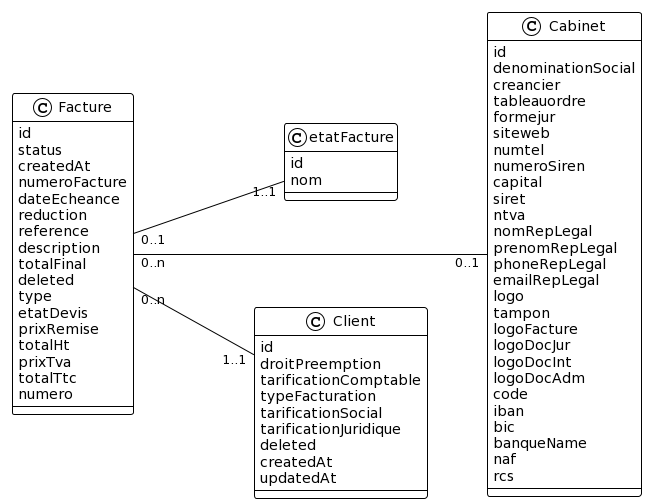 C Facture
id
status
createdAt
numeroFacture
dateEcheance
reduction
reference
description
totalFinal
deleted
type
etatDevis
prixRemise
totalHt
prixTva
totalTtc
numero
0..1
1..1
0..n
0..1
0..n
1..1
C etatFacture
id
nom
C Client
id
droitPreemption
tarificationComptable
typeFacturation
tarificationSocial
tarificationJuridique
deleted
createdAt
updatedAt
C Cabinet
id
denominationSocial
creancier
tableauordre
formejur
siteweb
numtel
numeroSiren
capital
siret
ntva
nomRepLegal
prenomRepLegal
phoneRepLegal
emailRepLegal
logo
tampon
logoFacture
logoDocJur
logoDocInt
logoDocAdm
code
iban
bic
banqueName
naf
rcs